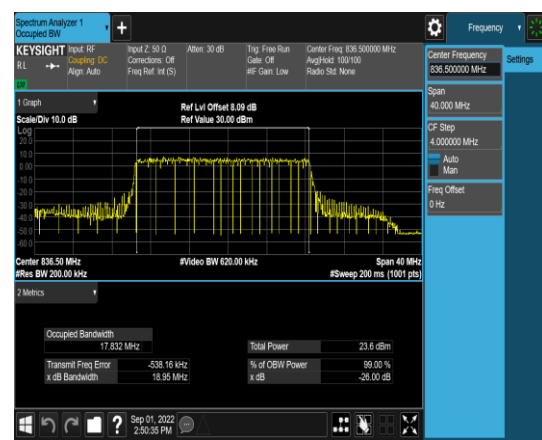 Spectrum Analyzer 1
Occupied BW
Frequency
KEYSIGHT
Input: RF
Input Z: 50 Ω
Atten: 30 dB
Trig: Free Run
Center Freq: 836.500000 MHz
RL
Coupling: DC
Corrections: Off
Gate: Off
Avg|Hold: 100/100
Align: Auto
Freq Ref: Int (S)
#IF Gain: Low
Radio Std: None
Center Frequency
836.500000 MHz
Settings
Span
40.000 MHz
CF Step
4.000000 MHz
Auto
Man
Freq Offset
0 Hz
1 Graph
Ref Lvl Offset 8.09 dB
Scale/Div 10.0 dB
Ref Value 30.00 dBm
Log
20.0
10.0
0.00
-10.0
-20.0
-30.0
-40.0
-50.0
-60.0
Center 836.50 MHz
#Video BW 620.00 kHz
Span 40 MHz
#Res BW 200.00 kHz
#Sweep 200 ms (1001 pts)
2 Metrics
Occupied Bandwidth
17.832 MHz
Total Power
23.6 dBm
Transmit Freq Error
-538.16 kHz
% of OBW Power
99.00 %
x dB Bandwidth
18.95 MHz
x dB
-26.00 dB
Sep 01, 2022
2:50:35 PM